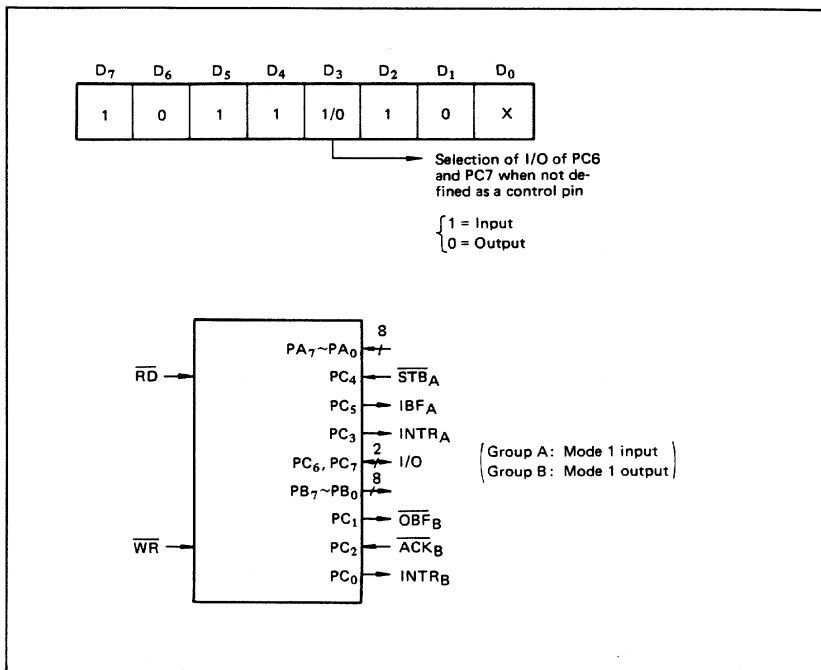 D7 D6 D5 D4 D3 D2 D1 D0
1 0 1 1 1/0 1 0 X
Selection of I/O of PC6
and PC7 when not de-
fined as a control pin
1 = Input
0 = Output
8
PA7~PA0
RD
PC4
STBA
PC5
IBFA
PC3
INTRA
2
PC6, PC7
I/O
(Group A: Mode 1 input
Group B: Mode 1 output)
8
PB7~PB0
PC1
OBFB
WR
PC2
ACKB
PC0
INTRB